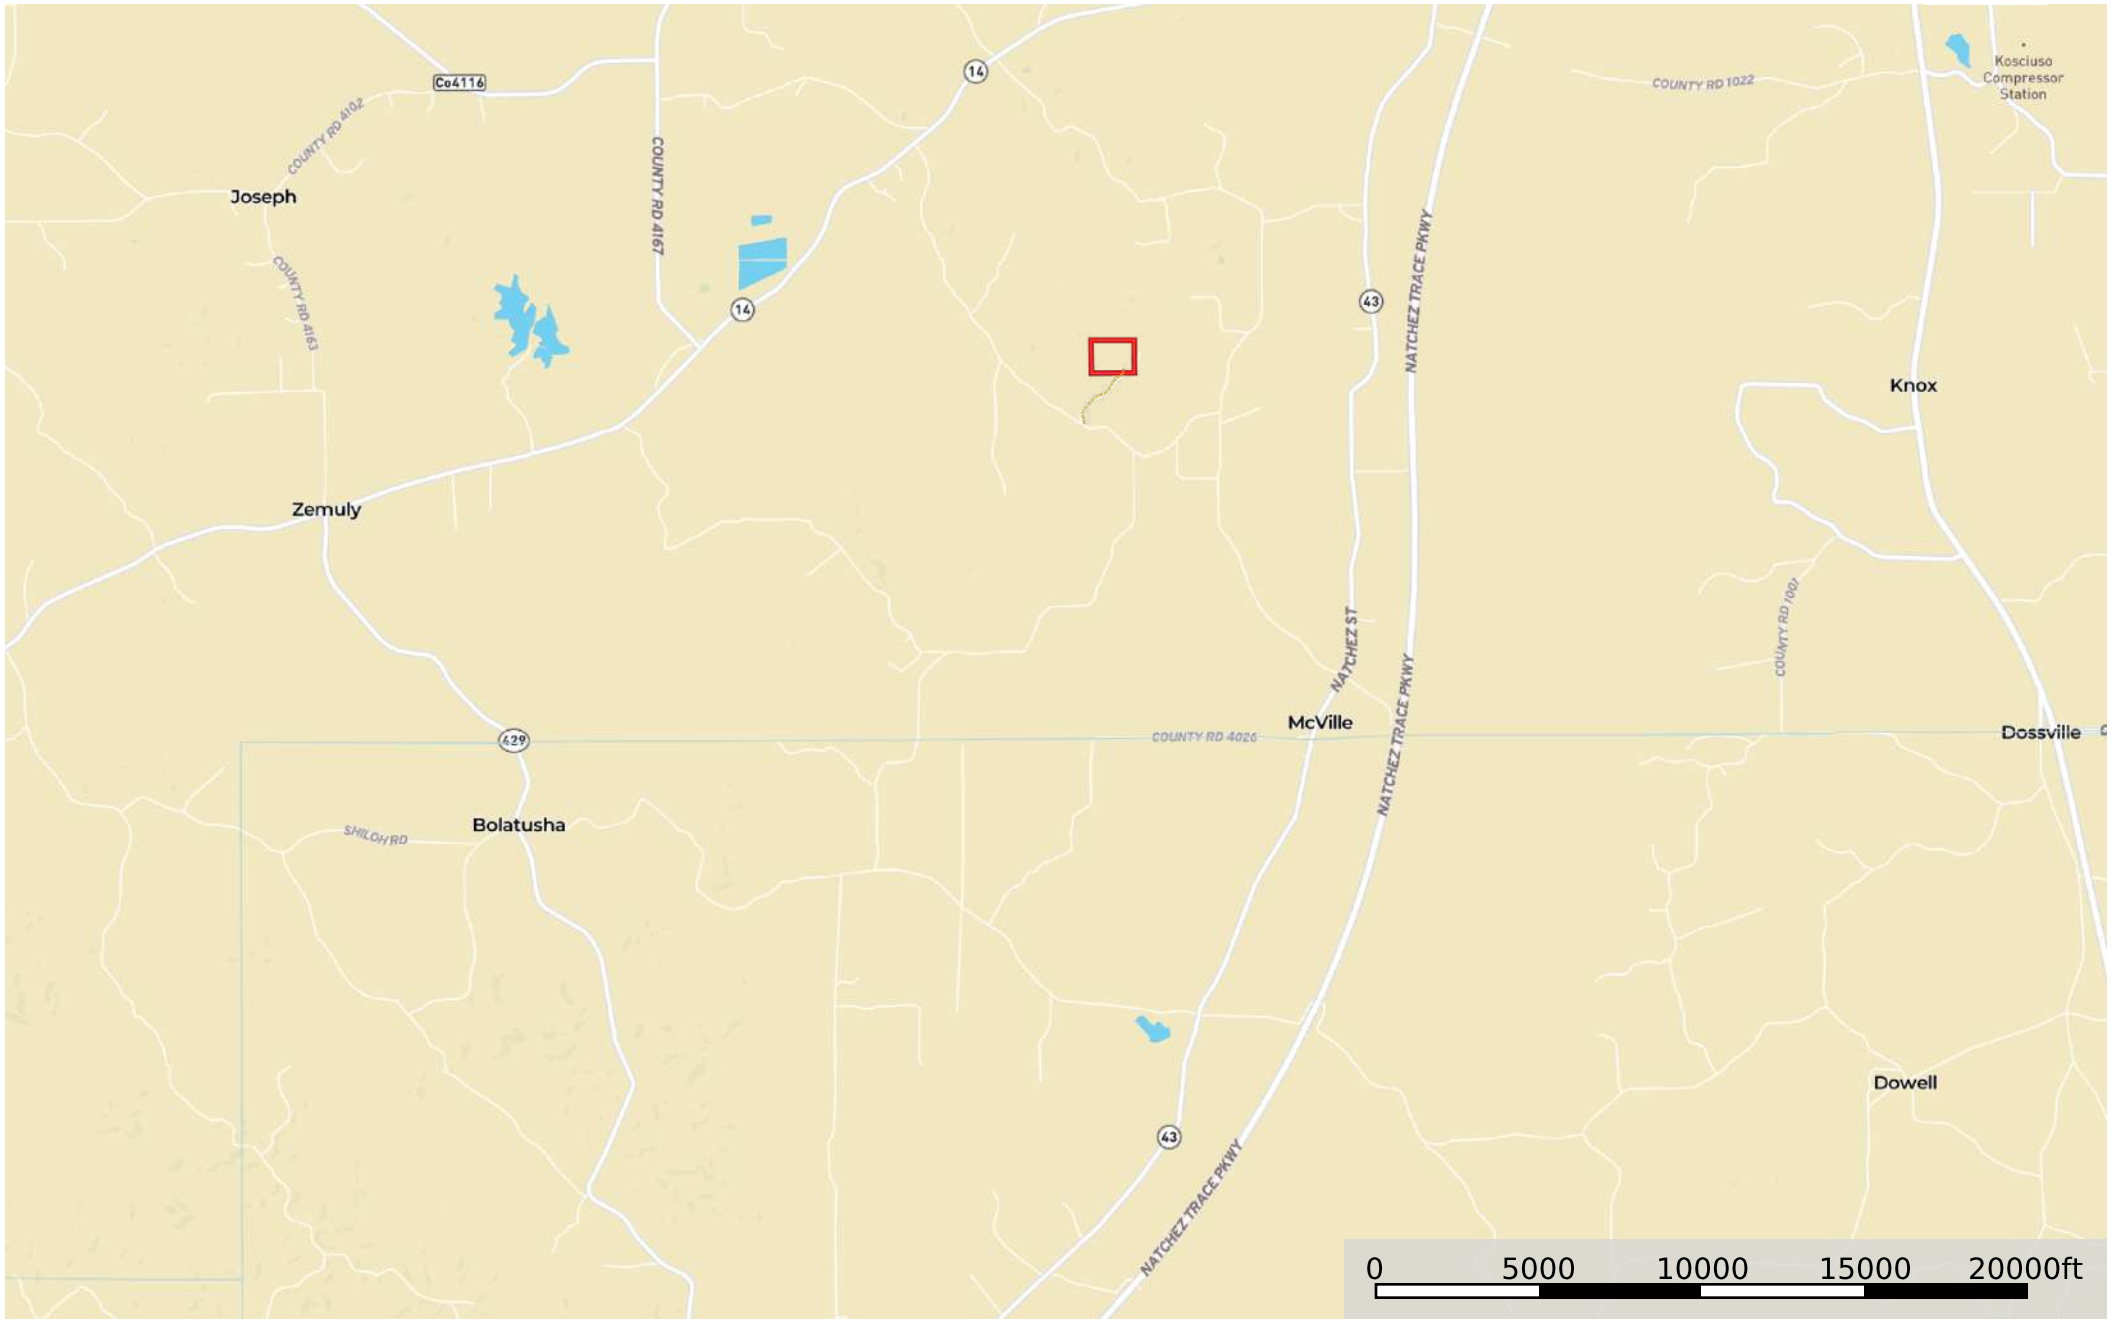 14
Co4116
Kosciuso
Compressor
Station
COUNTY RD 1022
COUNTY RD 4102
COUNTY RD 4167
Joseph
NATCHEZ TRACE PKWY
COUNTY RD 4163
43
14
Knox
Zemuly
COUNTY RD 1001
NATCHEZ ST
NATCHEZ TRACE PKWY
McVille
COUNTY RD 4026
Dossville
429
Bolatusha
SHILOH RD
Dowell
43
NATCHEZ TRACE PKWY
0 5000 10000 15000 20000ft